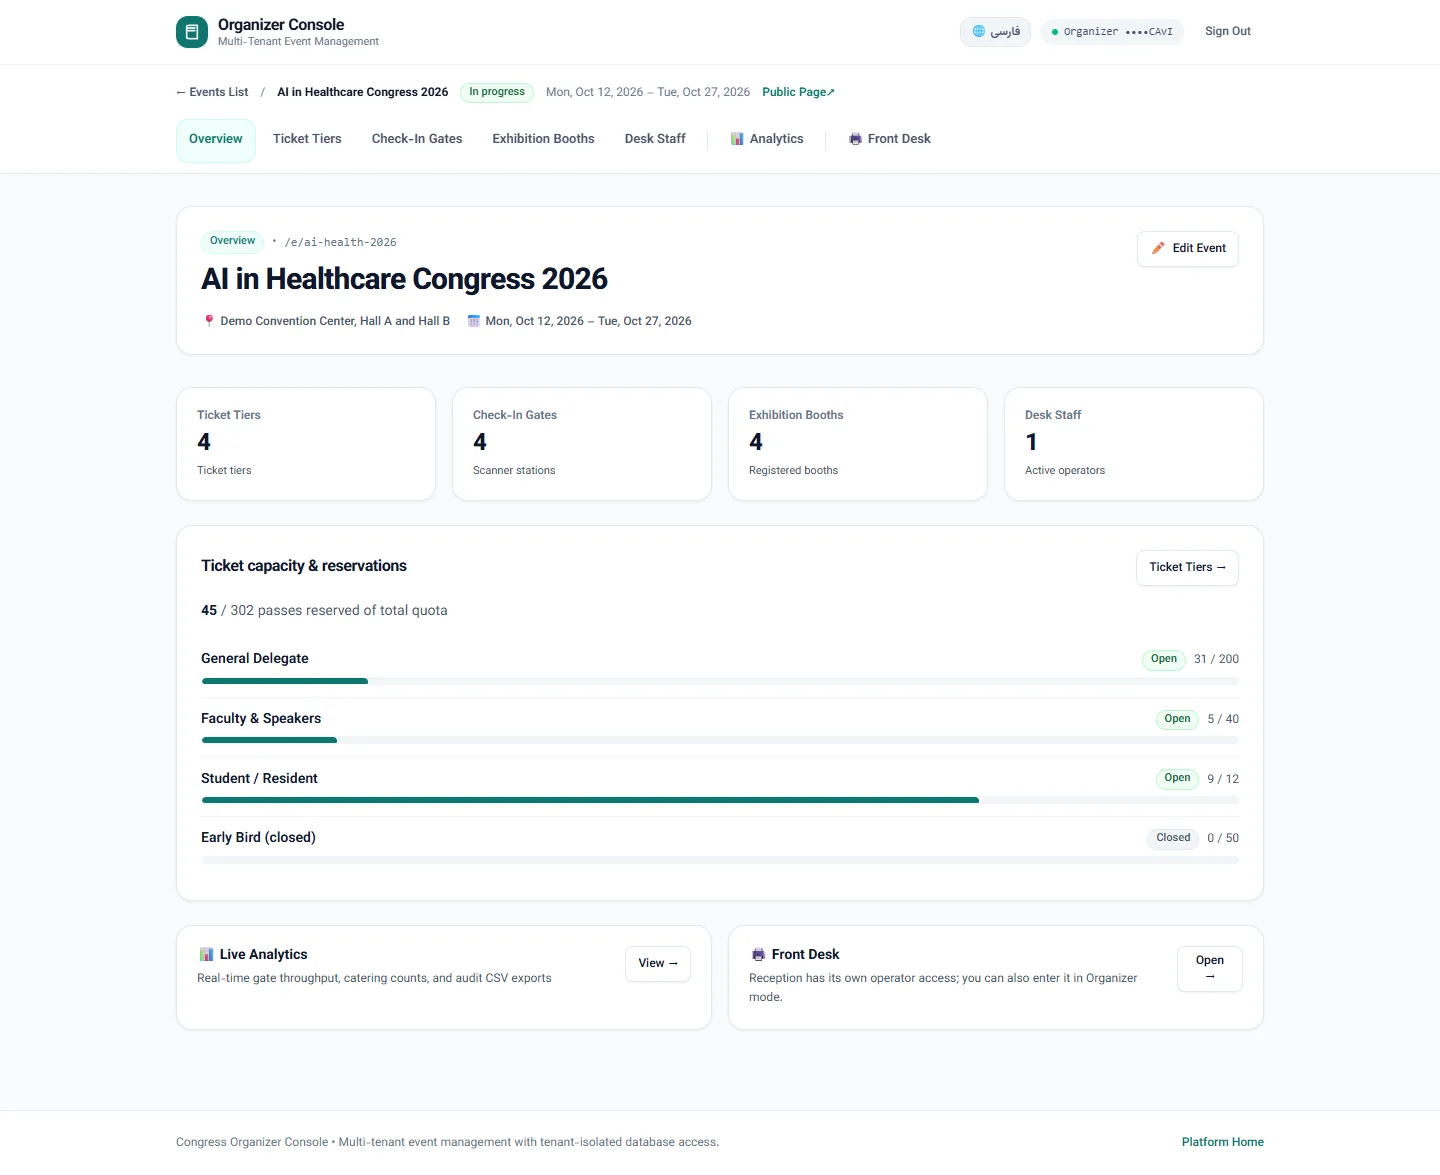 Organizer Console
Multi-Tenant Event Management
🌐 فارسی
Organizer ••••CAvI
Sign Out
← Events List / AI in Healthcare Congress 2026 In progress Mon, Oct 12, 2026 – Tue, Oct 27, 2026 Public Page↗
Overview Ticket Tiers Check-In Gates Exhibition Booths Desk Staff 📊 Analytics 🖨 Front Desk
Overview • /e/ai-health-2026
✏️ Edit Event
AI in Healthcare Congress 2026
📍 Demo Convention Center, Hall A and Hall B 📅 Mon, Oct 12, 2026 – Tue, Oct 27, 2026
Ticket Tiers
4
Ticket tiers
Check-In Gates
4
Scanner stations
Exhibition Booths
4
Registered booths
Desk Staff
1
Active operators
Ticket capacity & reservations
Ticket Tiers →
45 / 302 passes reserved of total quota
General Delegate Open 31 / 200
Faculty & Speakers Open 5 / 40
Student / Resident Open 9 / 12
Early Bird (closed) Closed 0 / 50
📊 Live Analytics
Real-time gate throughput, catering counts, and audit CSV exports
View →
🖨 Front Desk
Reception has its own operator access; you can also enter it in Organizer
mode.
Open
→
Congress Organizer Console • Multi-tenant event management with tenant-isolated database access.
Platform Home